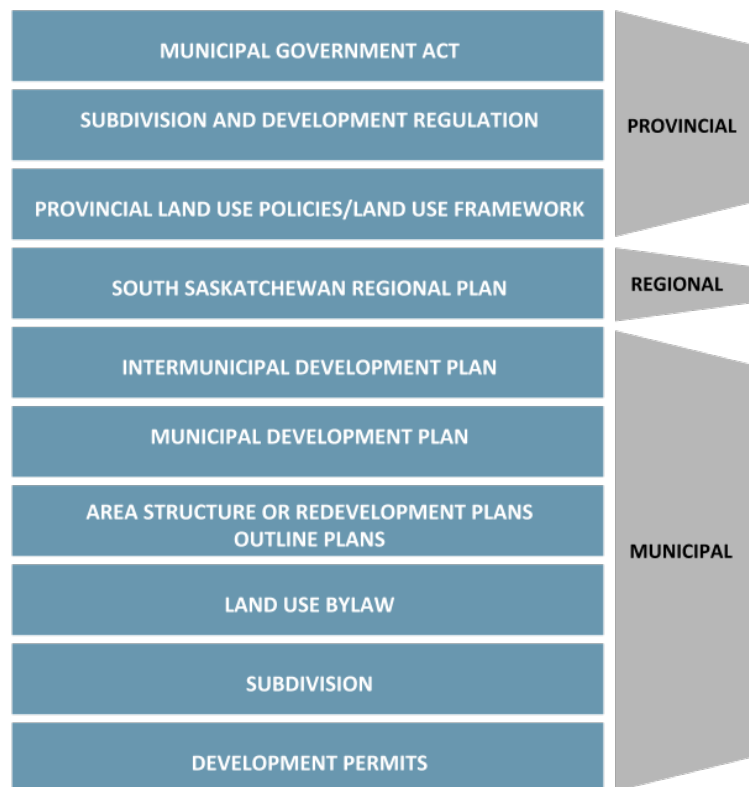 MUNICIPAL GOVERNMENT ACT
SUBDIVISION AND DEVELOPMENT REGULATION
PROVINCIAL LAND USE POLICIES/LAND USE FRAMEWORK
PROVINCIAL
SOUTH SASKATCHEWAN REGIONAL PLAN
REGIONAL
INTERMUNICIPAL DEVELOPMENT PLAN
MUNICIPAL DEVELOPMENT PLAN
AREA STRUCTURE OR REDEVELOPMENT PLANS
OUTLINE PLANS
LAND USE BYLAW
SUBDIVISION
DEVELOPMENT PERMITS
MUNICIPAL